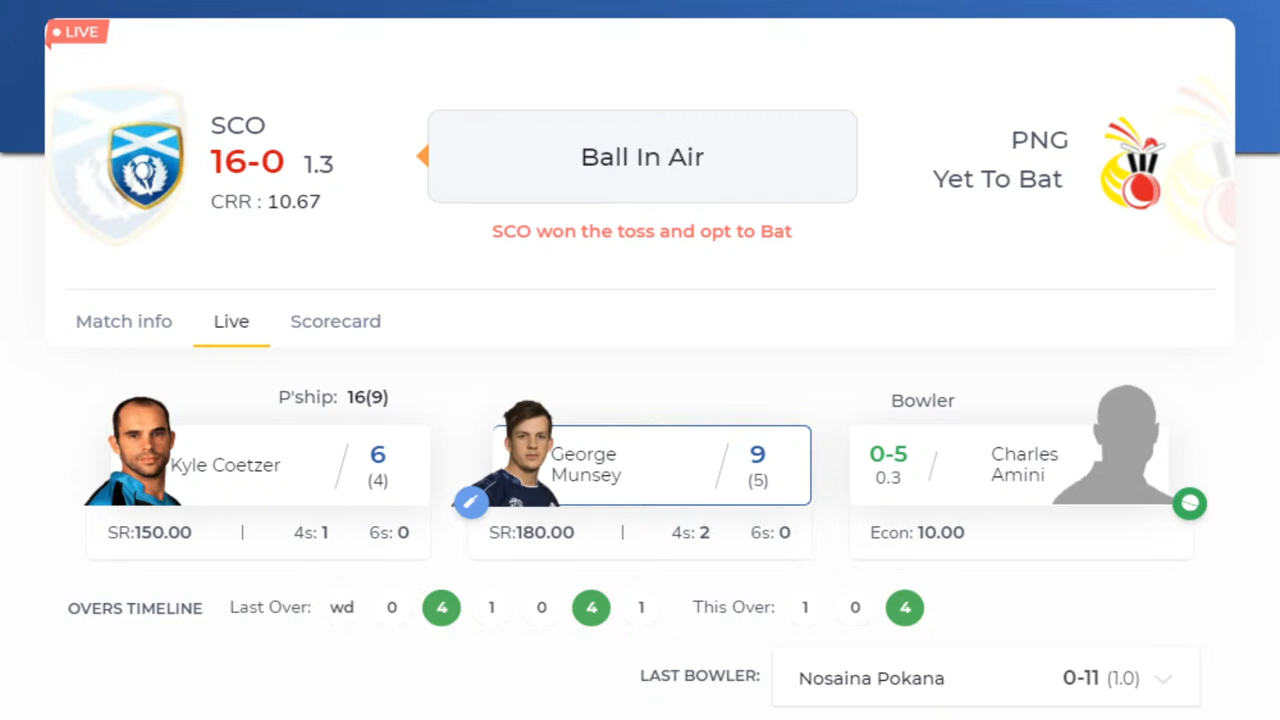 LIVE
SCO
16-0 1.3
CRR : 10.67
Ball In Air
SCO won the toss and opt to Bat
PNG
Yet To Bat
Match info Live Scorecard
P'ship: 16(9)
Kyle Coetzer
6
(4)
SR:150.00 | 4s: 1 6s: 0
George
Munsey
9
(5)
SR:180.00 | 4s: 2 6s: 0
Bowler
0-5
0.3
Charles
Amini
Econ: 10.00
OVERS TIMELINE Last Over: wd 0 4 1 0 4 1 This Over: 1 0 4
LAST BOWLER: Nosaina Pokana 0-11 (1.0)